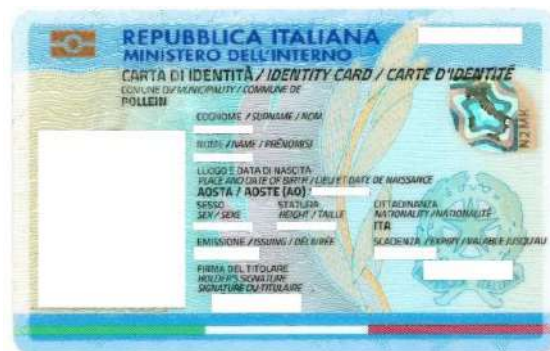 REPUBBLICA ITALIANA
MINISTERO DELL'INTERNO
CARTA DI IDENTITÀ / IDENTITY CARD / CARTE D'IDENTITÉ
COMUNE DI / MUNICIPALITY / COMMUNE DE
POLLEIN
COGNOME / SURNAME / NOM
NOME / NAME / PRÉNOM(S)
LUOGO E DATA DI NASCITA
PLACE AND DATE OF BIRTH / LIEU ET DATE DE NAISSANCE
AOSTA / AOSTE (AO)
SESSO STATURA CITTADINANZA
SEX / SEXE HEIGHT / TAILLE NATIONALITY / NATIONALITÉ
ITA
EMISSIONE / ISSUING / DÉLIVRÉE SCADENZA / EXPIRY / VALABLE JUSQU'AU
FIRMA DEL TITOLARE
HOLDER'S SIGNATURE
SIGNATURE DU TITULAIRE